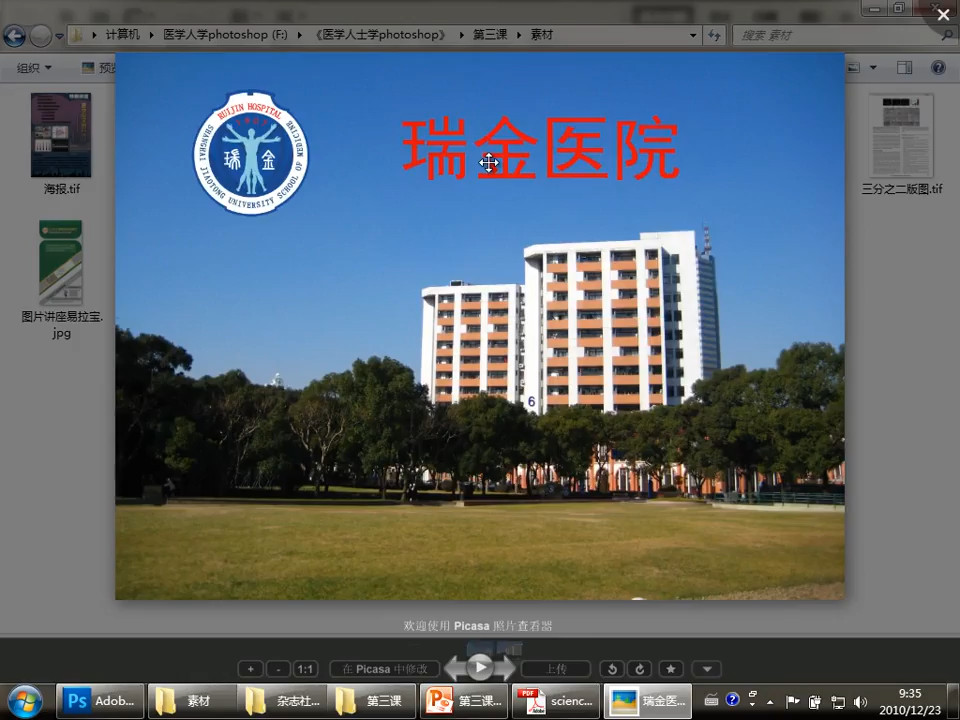 计算机 医学人学photoshop (F:) 《医学人士学photoshop》 第三课 素材
搜索 素材
组织
预览
RUIJIN HOSPITAL
SHANGHAI JIAOTONG UNIVERSITY SCHOOL OF MEDICINE
瑞 金
瑞金医院
6
海报.tif
三分之二版图.tif
图片讲座易拉宝.
jpg
欢迎使用 Picasa 照片查看器
+ - 1:1 在 Picasa 中修改 上传
Ps Adob... 素材 杂志社... 第三课 第三课... PDF scienc... Adobe 瑞金医...
9:35
2010/12/23